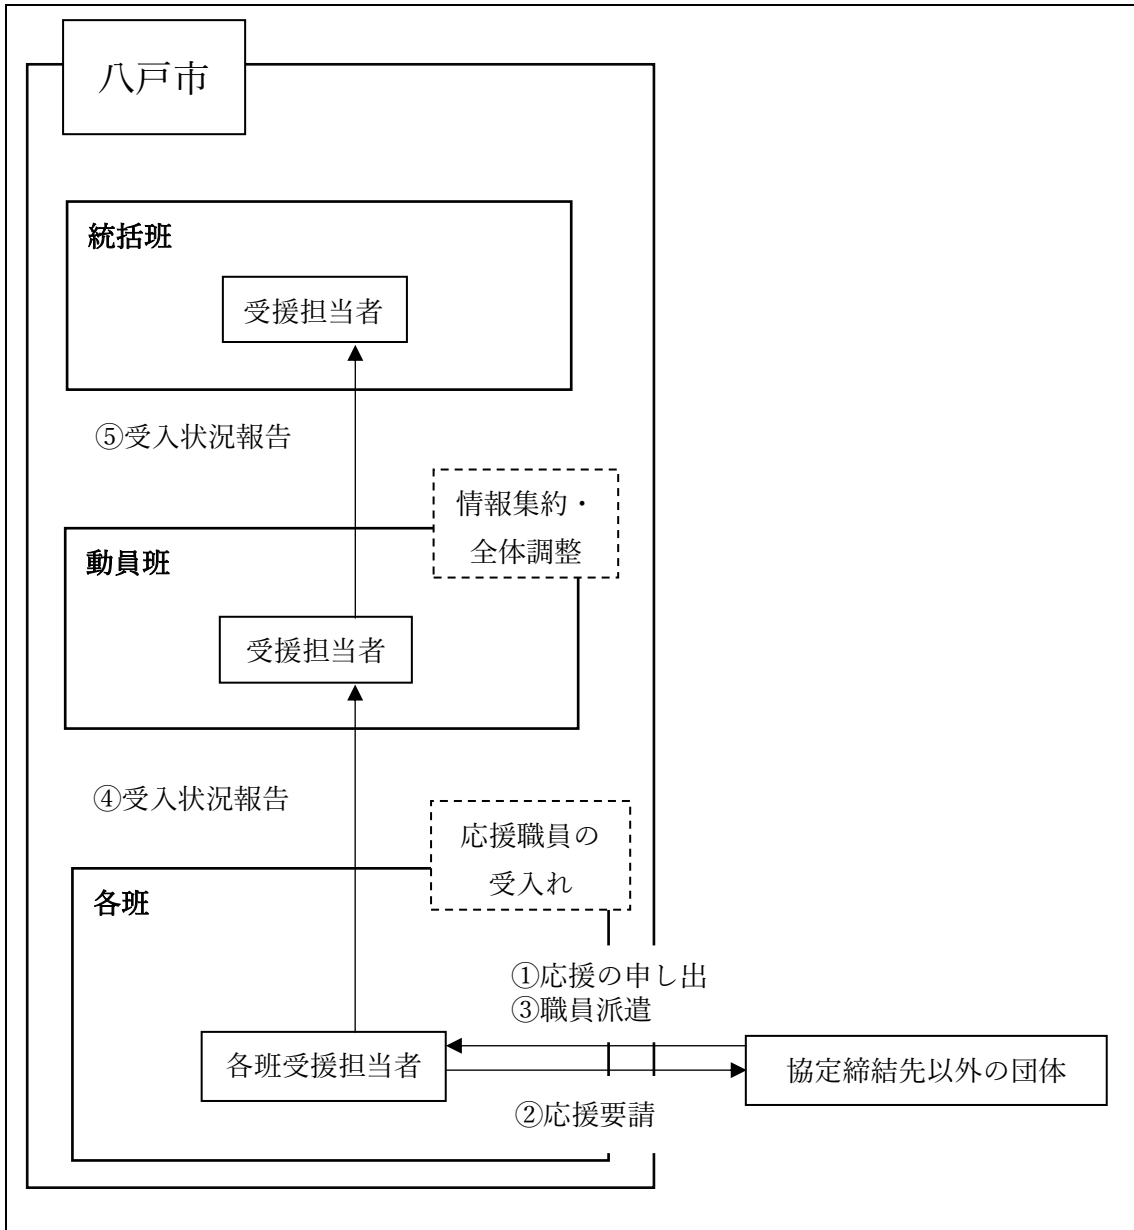 八戸市
統括班
受援担当者
⑤受入状況報告
情報集約・
全体調整
動員班
受援担当者
④受入状況報告
応援職員の
受入れ
各班
①応援の申し出
③職員派遣
各班受援担当者
協定締結先以外の団体
②応援要請